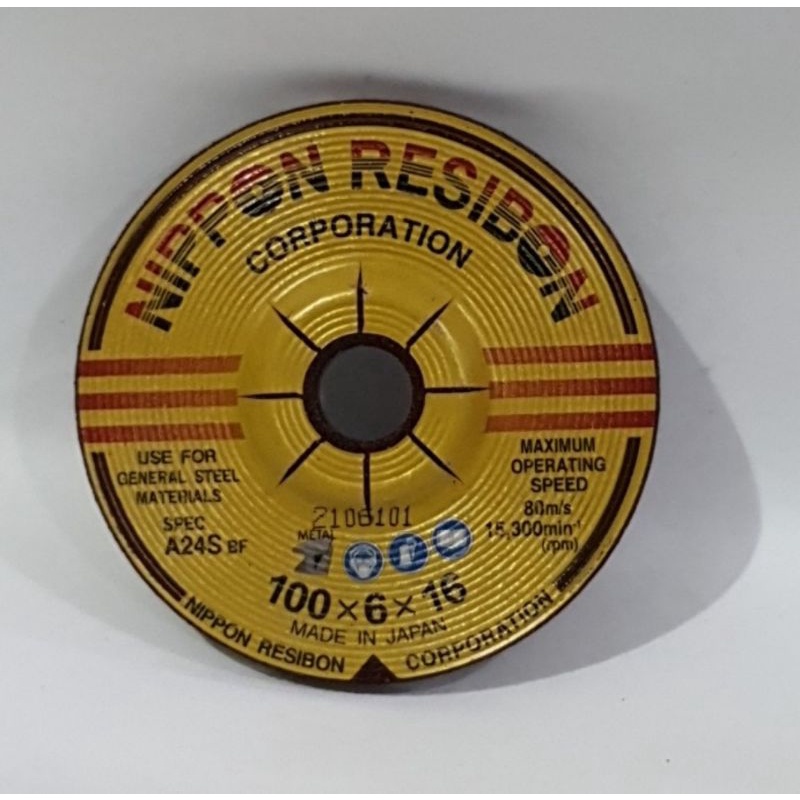 NIPPON RESIBON
CORPORATION
USE FOR
GENERAL STEEL
MATERIALS
SPEC
A24S BF
MAXIMUM
OPERATING
SPEED
80m/s
15,300min⁻¹
(rpm)
2106101
METAL
100×6×16
MADE IN JAPAN
NIPPON RESIBON CORPORATION